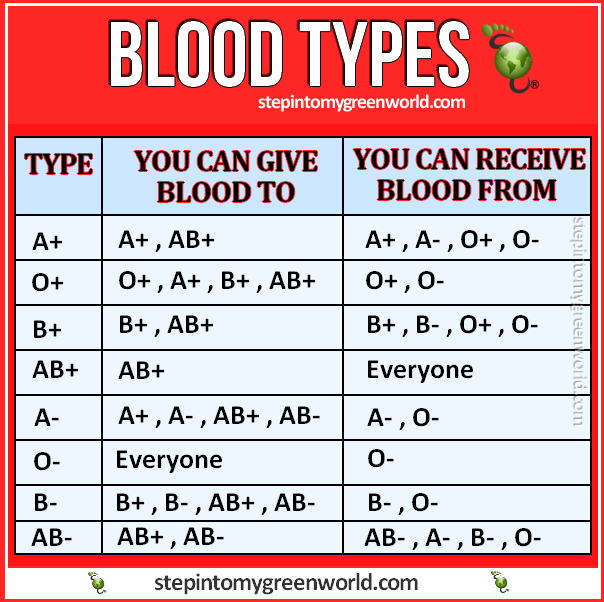 BLOOD TYPES
®
stepintomygreenworld.com
TYPE YOU CAN GIVE BLOOD TO YOU CAN RECEIVE BLOOD FROM
A+ A+ , AB+ A+ , A- , O+ , O-
O+ O+ , A+ , B+ , AB+ O+ , O-
B+ B+ , AB+ B+ , B- , O+ , O-
AB+ AB+ Everyone
A- A+ , A- , AB+ , AB- A- , O-
O- Everyone O-
B- B+ , B- , AB+ , AB- B- , O-
AB- AB+ , AB- AB- , A- , B- , O-
stepintomygreenworld.com
stepintomygreenworld.com